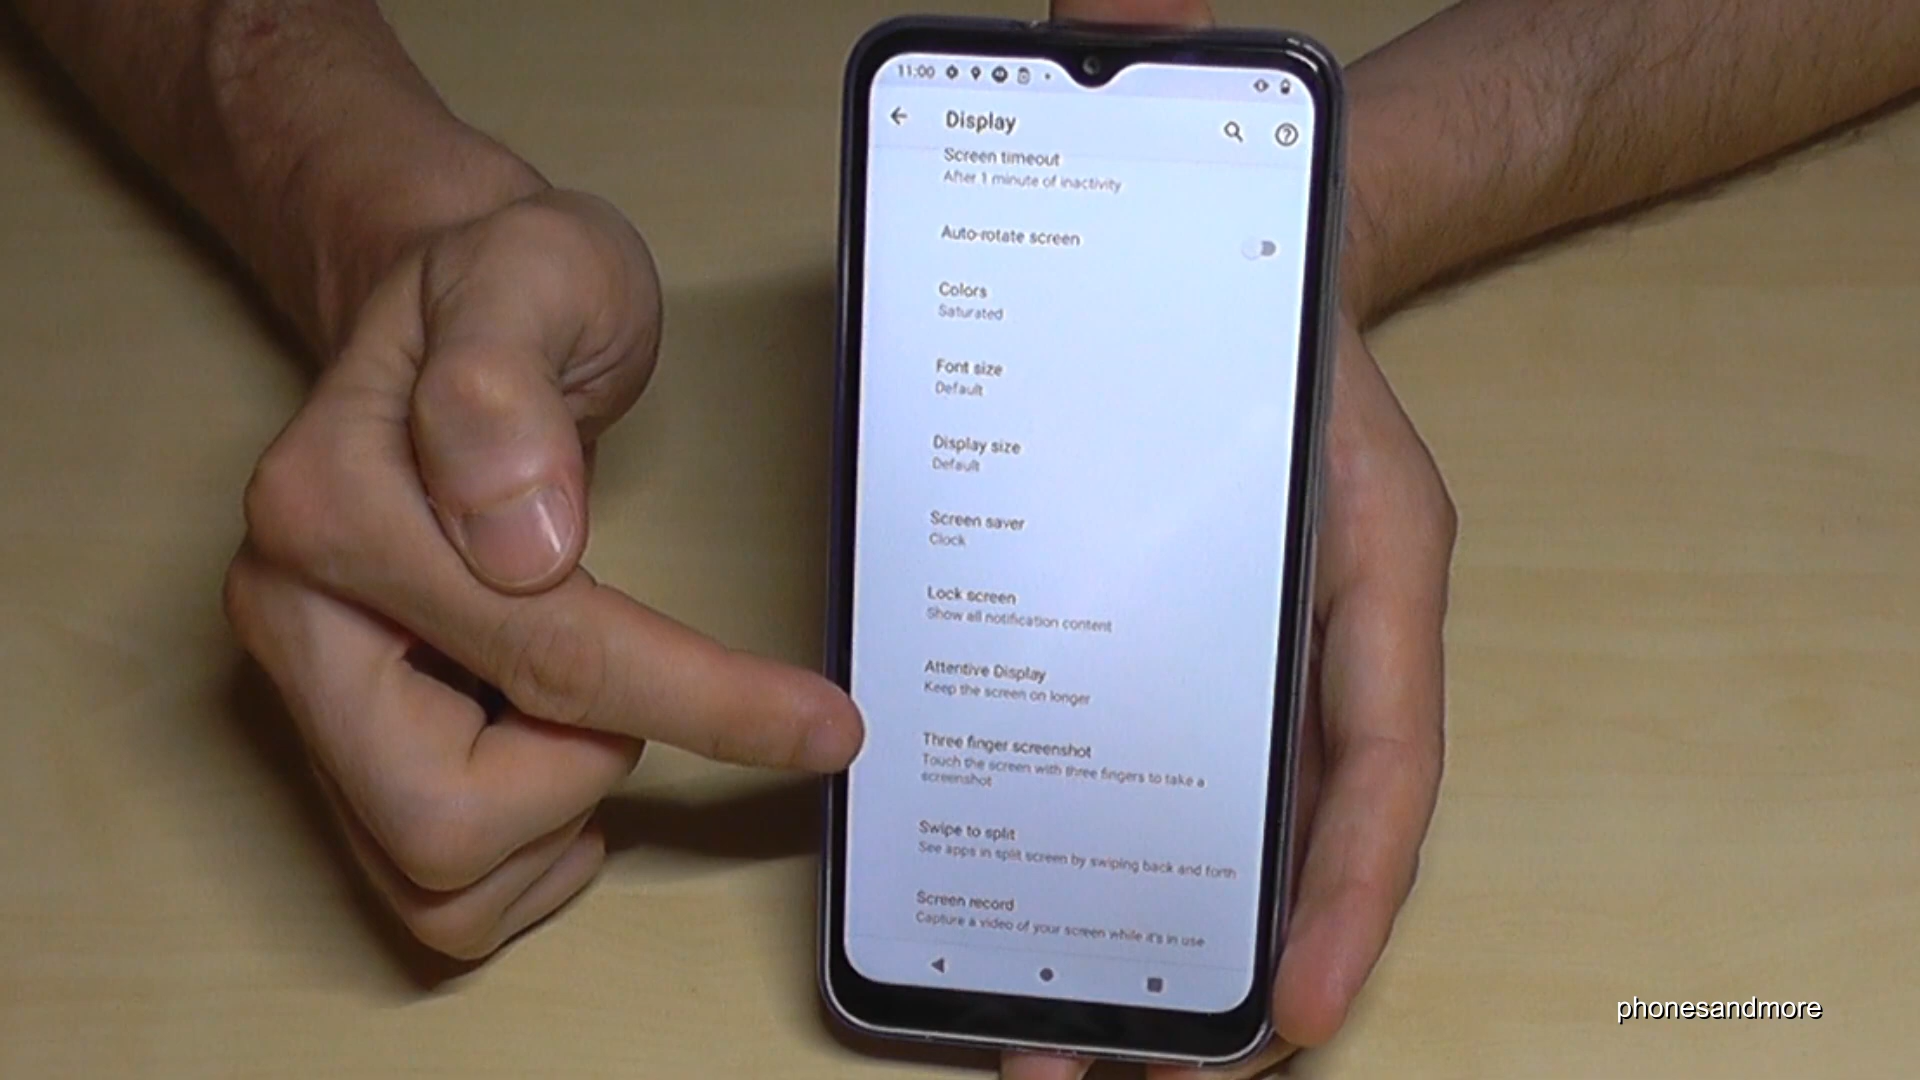 11:00
Display
Screen timeout
After 1 minute of inactivity
Auto-rotate screen
Colors
Saturated
Font size
Default
Display size
Default
Screen saver
Clock
Lock screen
Show all notification content
Attentive Display
Keep the screen on longer
Three finger screenshot
Touch the screen with three fingers to take a
screenshot
Swipe to split
See apps in split screen by swiping back and forth
Screen record
Capture a video of your screen while it's in use
phonesandmore